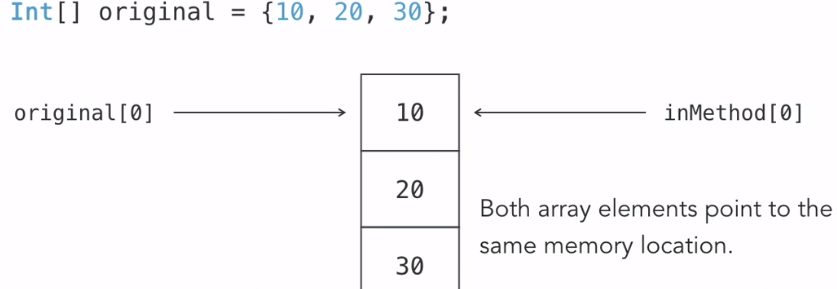 Int[] original = {10, 20, 30};
original[0]
10
inMethod[0]
20
Both array elements point to the
same memory location.
30